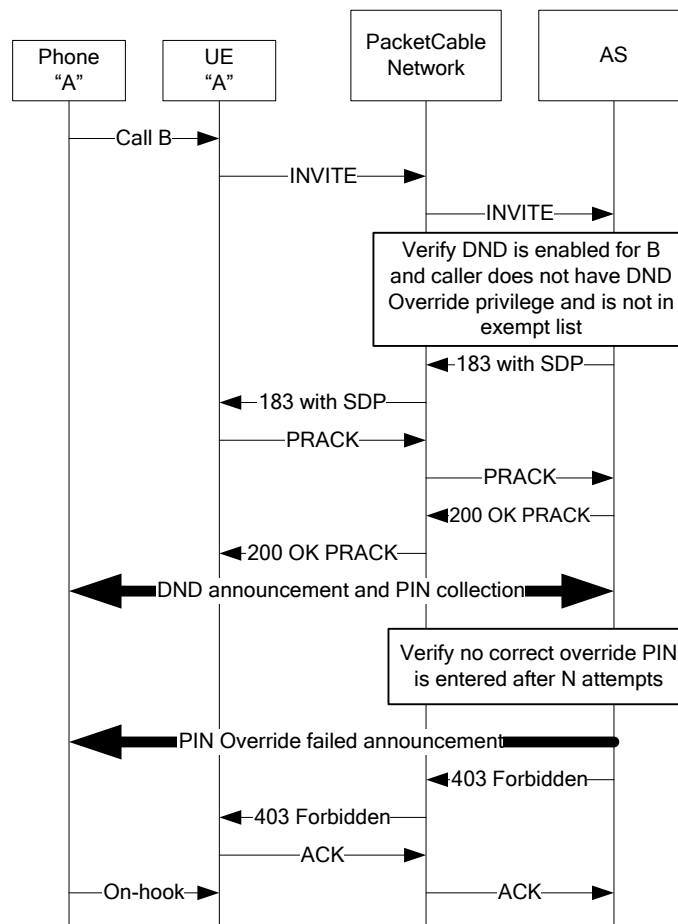 Phone
“A”
UE
“A”
PacketCable
Network
AS
Call B
INVITE
INVITE
Verify DND is enabled for B
and caller does not have DND
Override privilege and is not in
exempt list
183 with SDP
183 with SDP
PRACK
PRACK
200 OK PRACK
200 OK PRACK
DND announcement and PIN collection
Verify no correct override PIN
is entered after N attempts
PIN Override failed announcement
403 Forbidden
403 Forbidden
ACK
On-hook
ACK